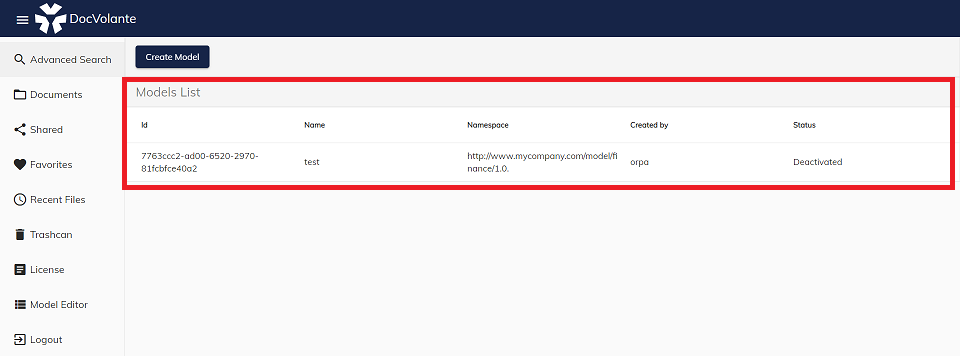 DocVolante
Advanced Search
Documents
Shared
Favorites
Recent Files
Trashcan
License
Model Editor
Logout
Create Model
Models List
Id Name Namespace Created by Status
7763ccc2-ad00-6520-2970-
81fcbfce40a2
test
http://www.mycompany.com/model/fi
nance/1.0.
orpa
Deactivated